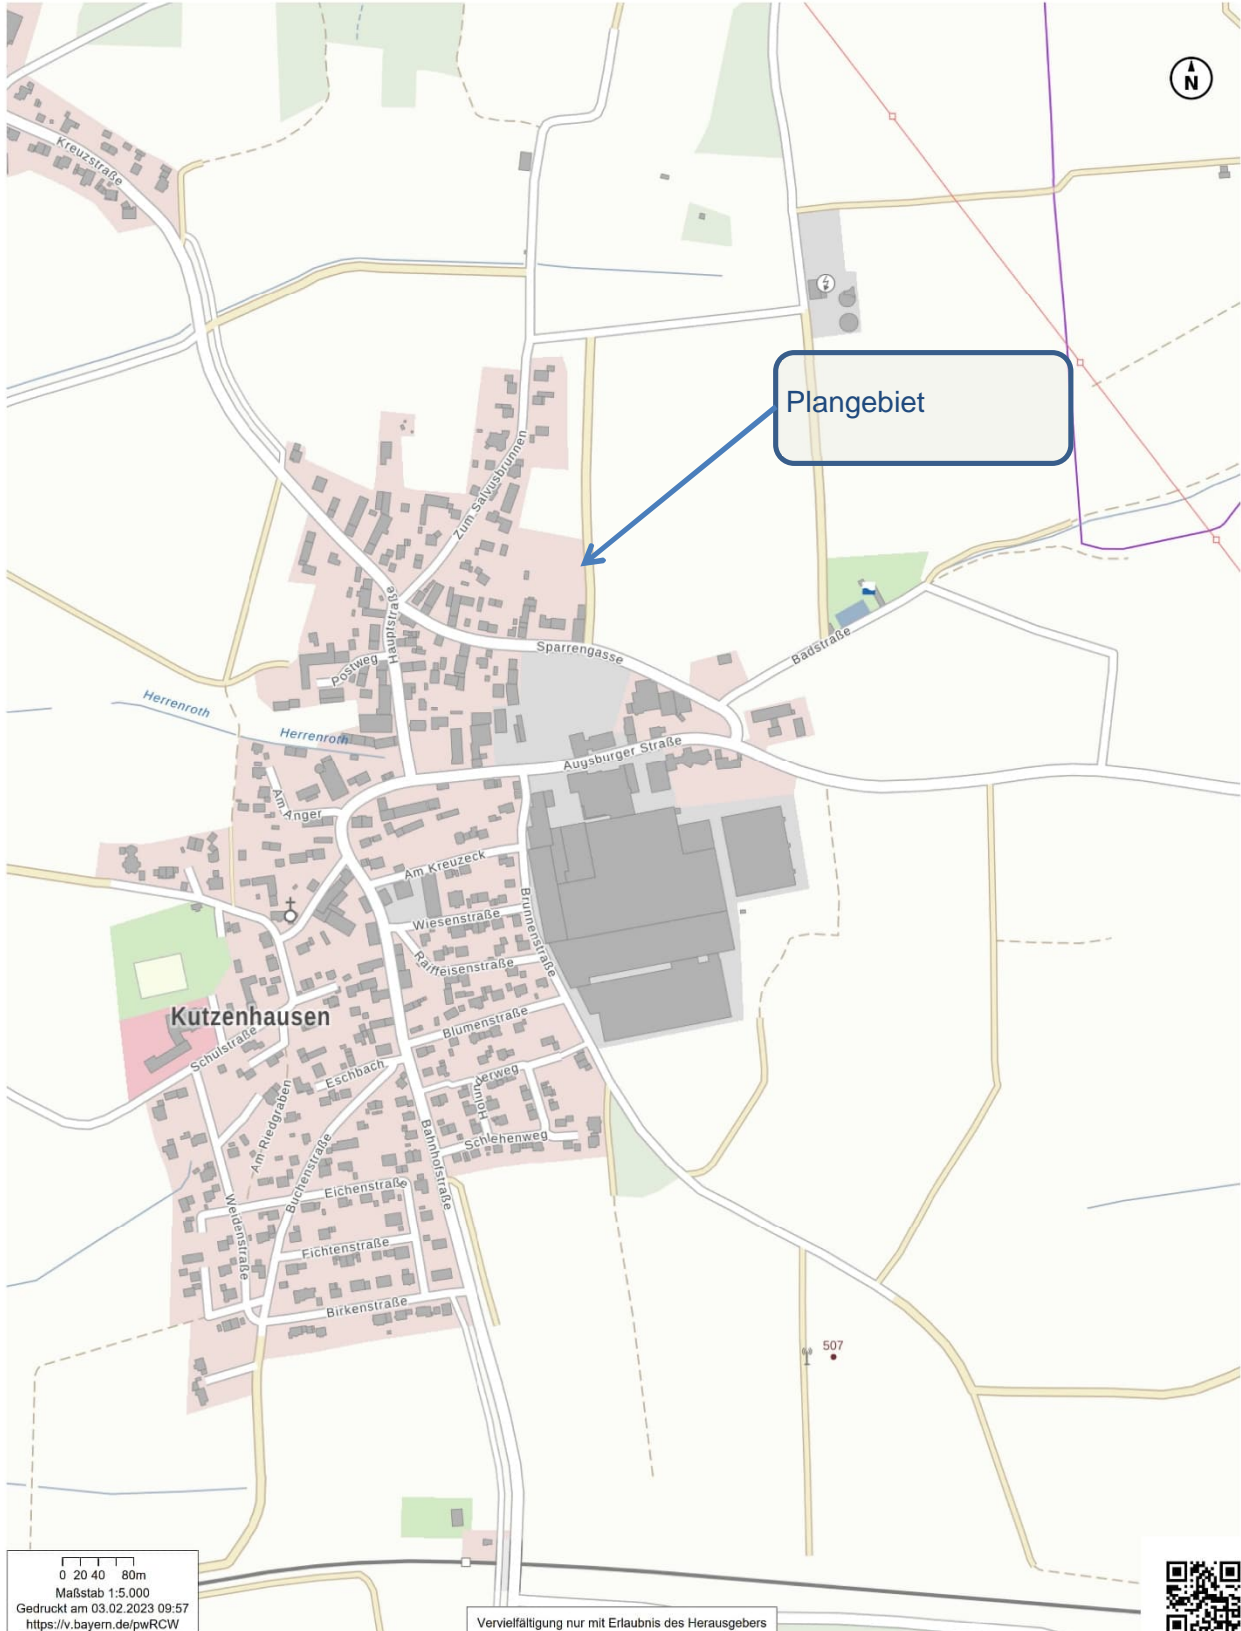 N
Kreuzstraße
Plangebiet
Zum Salvusbrunnen
Hauptstraße
Sparrengasse
Badstraße
Postweg
Herrenroth
Herrenroth
Augsburger Straße
Am Anger
Am Kreuzeck
Brunnenstraße
Wiesenstraße
Raiffeisenstraße
Kutzenhausen
Blumenstraße
Schulstraße
Eschbach
Holunderweg
Am Riedgraben
Schlehenweg
Bahnhofstraße
Buchenstraße
Eichenstraße
Weidenstraße
Fichtenstraße
Birkenstraße
507
0 20 40 80m
Maßstab 1:5.000
Gedruckt am 03.02.2023 09:57
https://v.bayern.de/pwRCW
Vervielfältigung nur mit Erlaubnis des Herausgebers